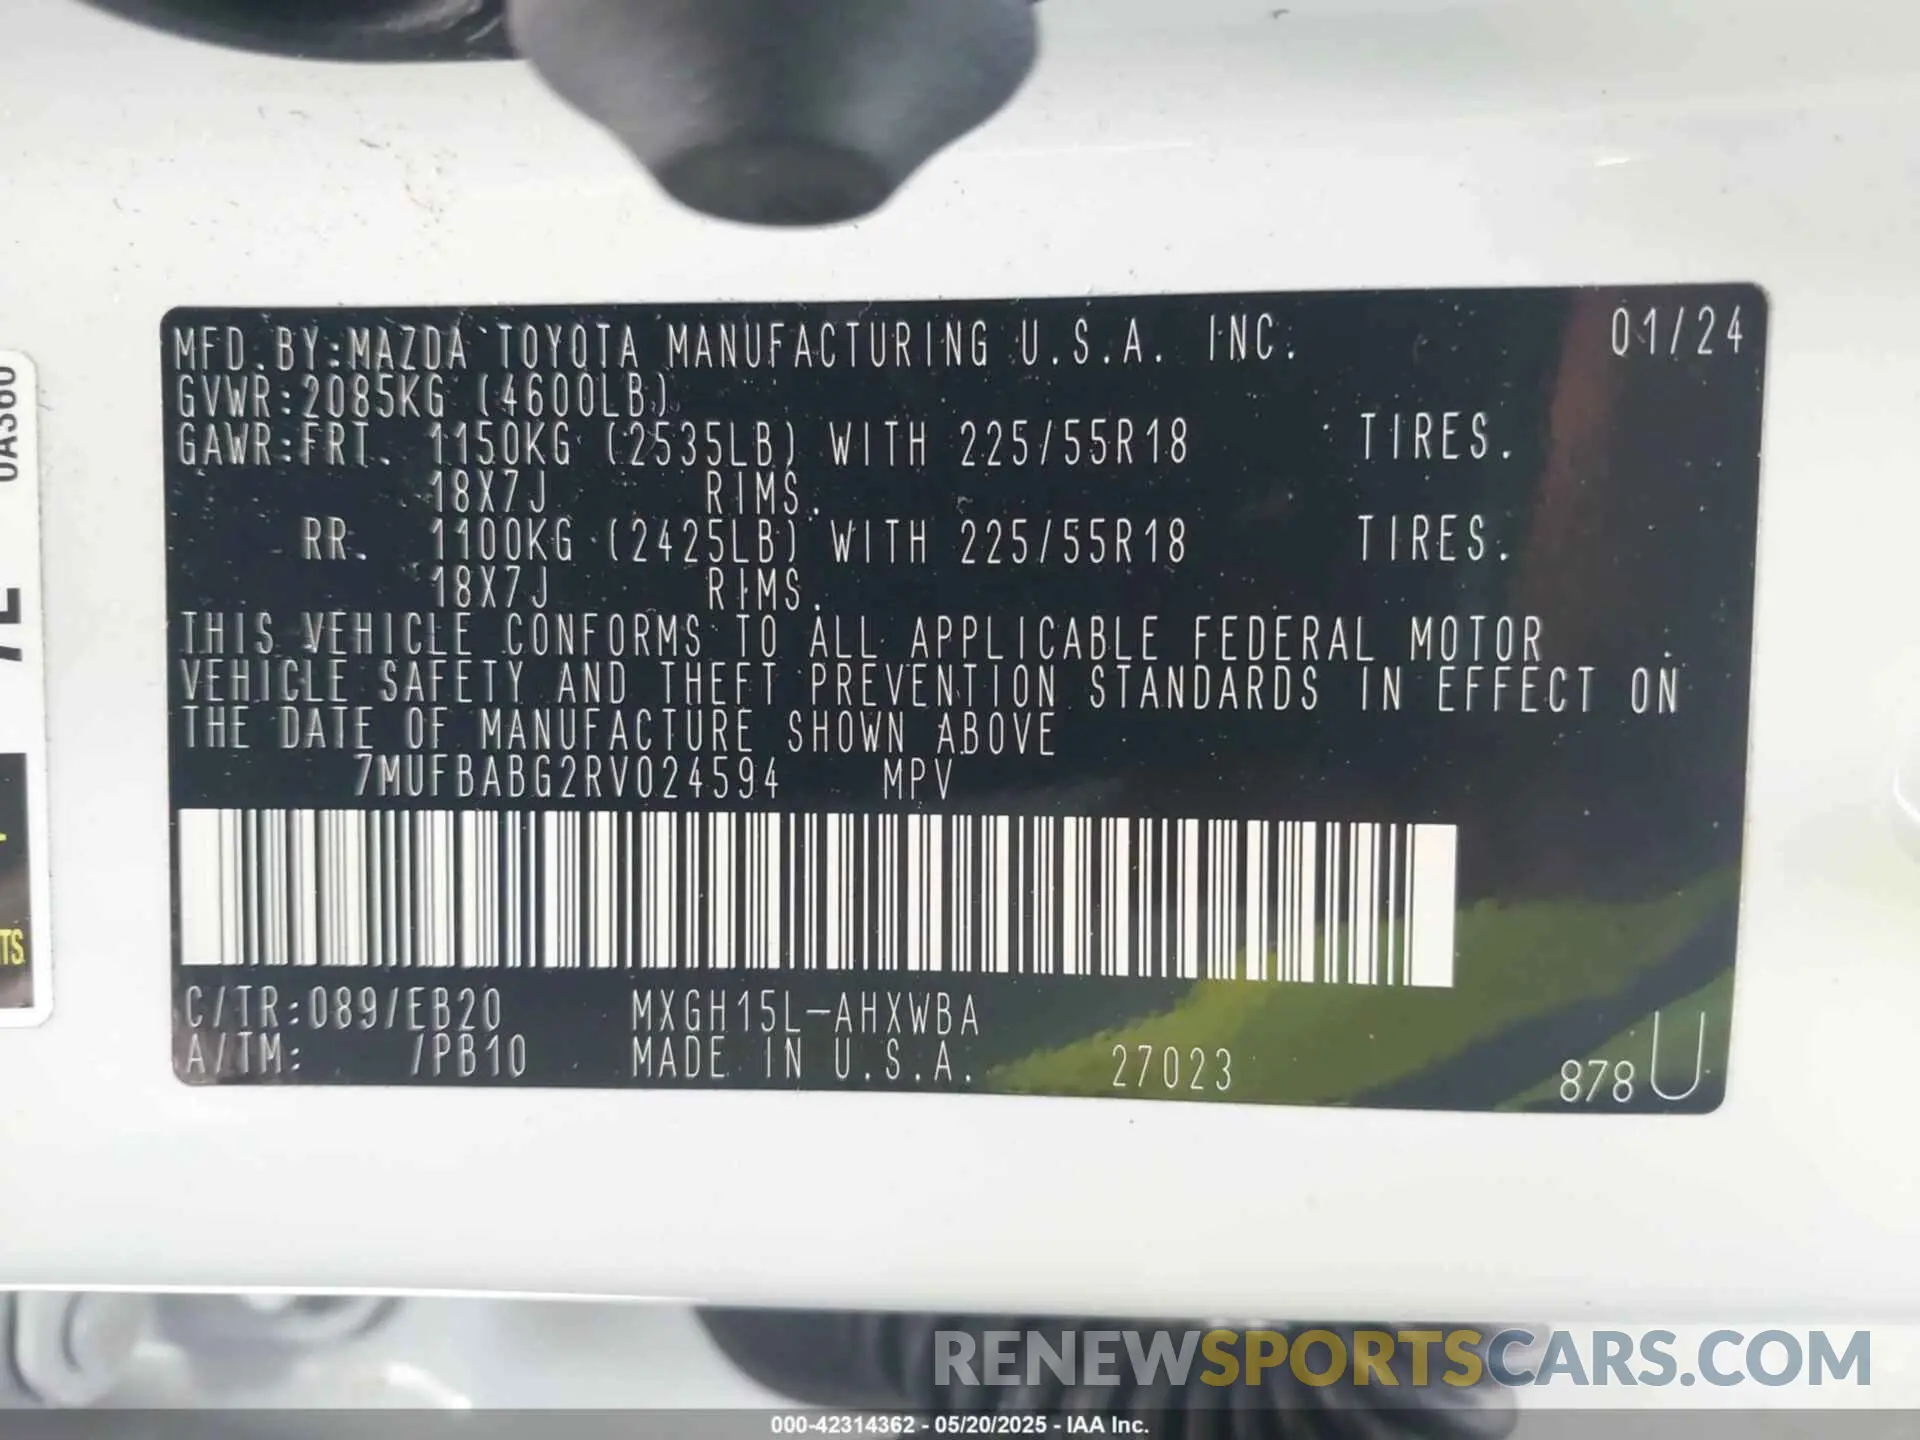 MFD.BY:MAZDA TOYOTA MANUFACTURING U.S.A. INC. 01/24
GVWR:2085KG (4600LB)
GAWR:FRT. 1150KG (2535LB) WITH 225/55R18 TIRES.
18X7J RIMS.
RR. 1100KG (2425LB) WITH 225/55R18 TIRES.
18X7J RIMS.
THIS VEHICLE CONFORMS TO ALL APPLICABLE FEDERAL MOTOR
VEHICLE SAFETY AND THEFT PREVENTION STANDARDS IN EFFECT ON
THE DATE OF MANUFACTURE SHOWN ABOVE
7MUFBABG2RV024594 MPV
C/TR:089/EB20 MXGH15L-AHXWBA
A/TM: /PB10 MADE IN U.S.A. 27023 878U
RENEWSPORTSCARS.COM
000-42314362 - 05/20/2025 - IAA Inc.